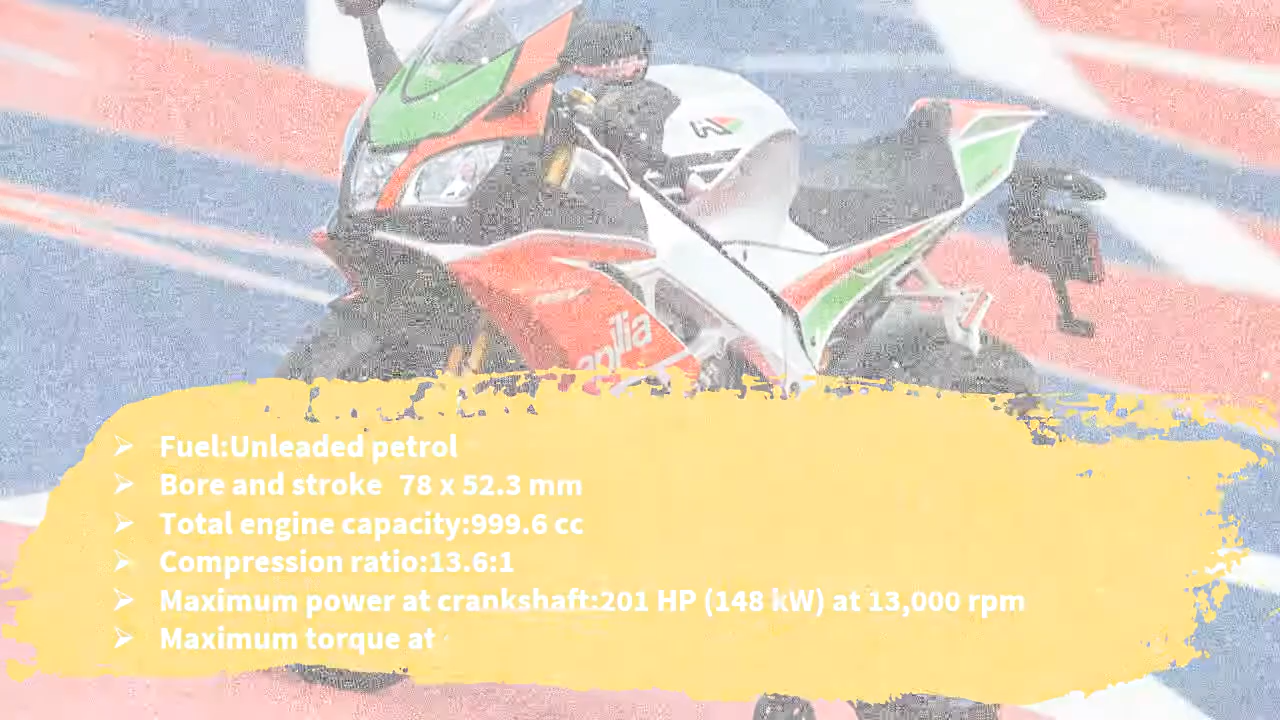 aprilia
Fuel:Unleaded petrol
Bore and stroke 78 x 52.3 mm
Total engine capacity:999.6 cc
Compression ratio:13.6:1
Maximum power at crankshaft:201 HP (148 kW) at 13,000 rpm
Maximum torque at